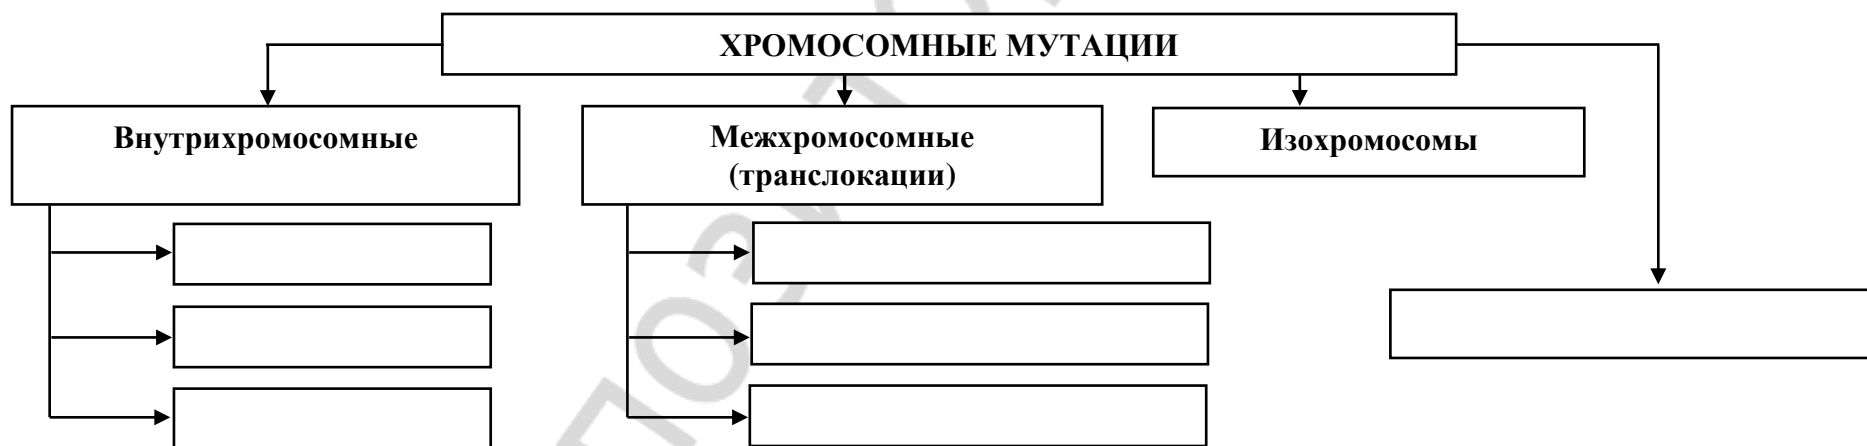 ХРОМОСОМНЫЕ МУТАЦИИ
Внутрихромосомные
Межхромосомные
(транслокации)
Изохромосомы